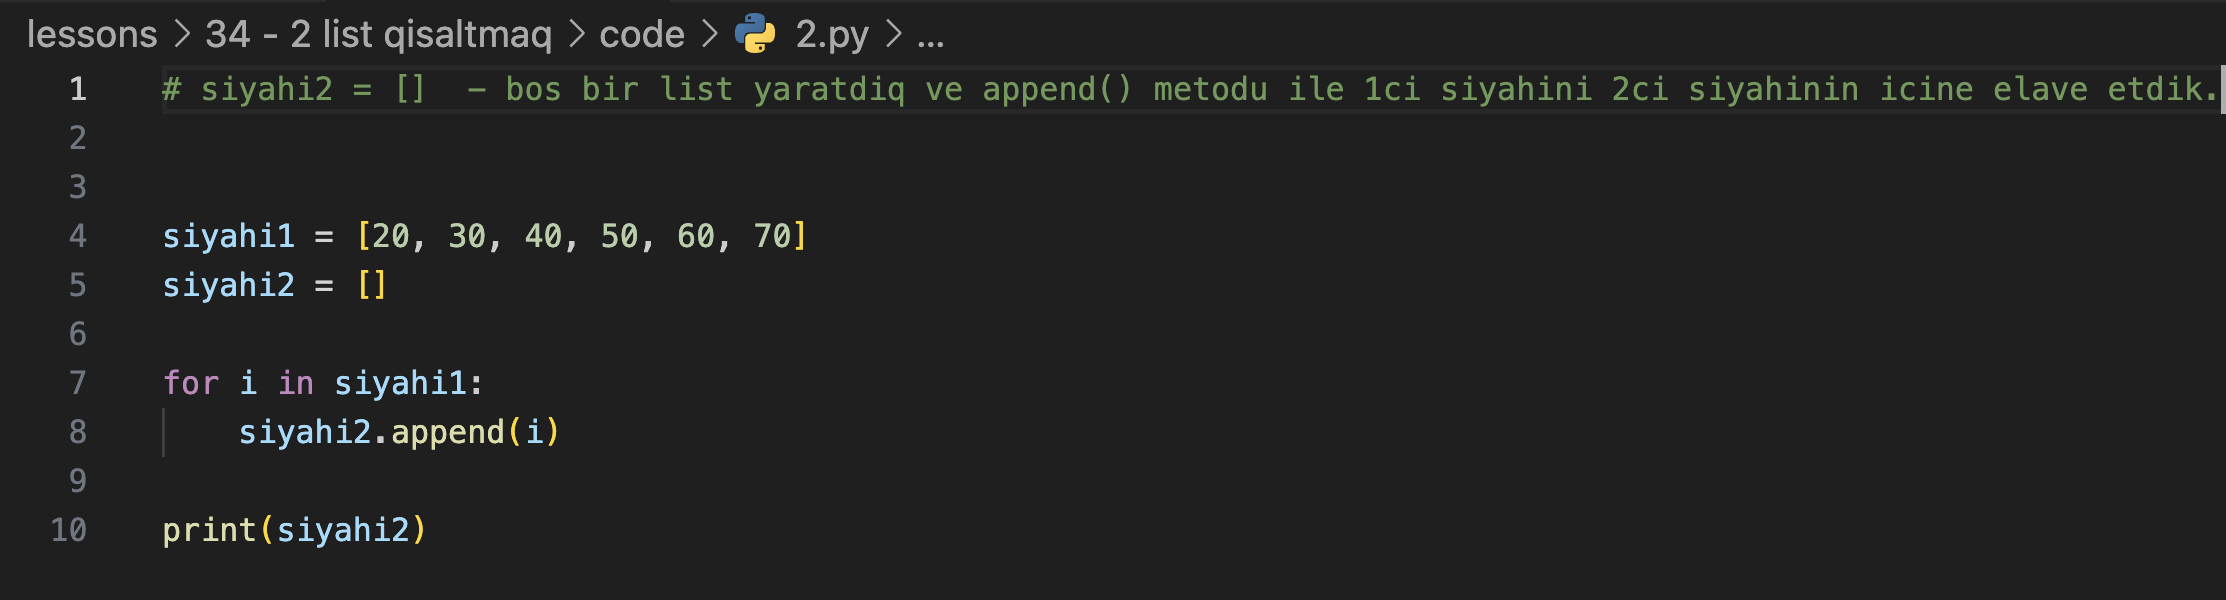 lessons > 34 - 2 list qisaltmaq > code > 2.py > ...
1 # siyahi2 = []  - bos bir list yaratdiq ve append() metodu ile 1ci siyahini 2ci siyahinin icine elave etdik.
2
3
4 siyahi1 = [20, 30, 40, 50, 60, 70]
5 siyahi2 = []
6
7 for i in siyahi1:
8     siyahi2.append(i)
9
10 print(siyahi2)